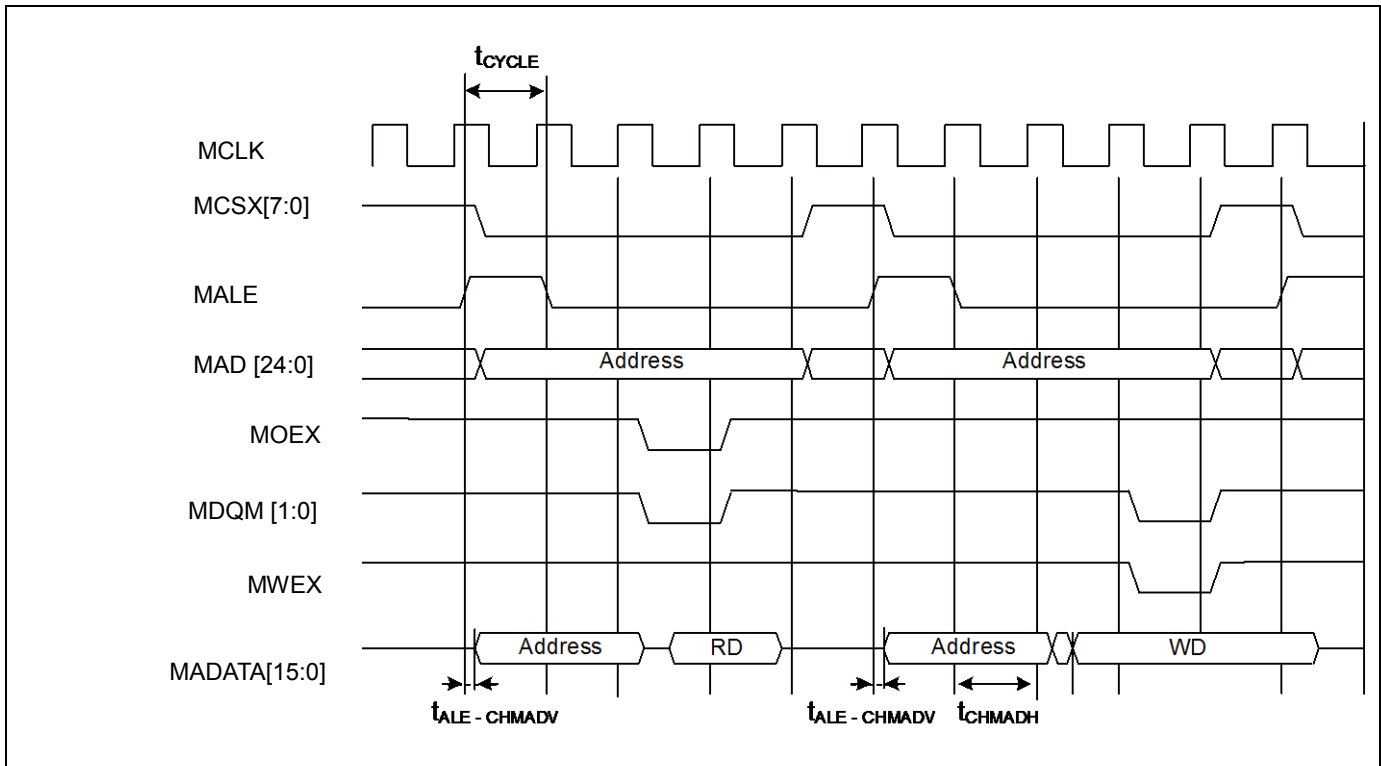 tCYCLE
MCLK
MCSX[7:0]
MALE
MAD [24:0] Address Address
MOEX
MDQM [1:0]
MWEX
MADATA[15:0] Address RD Address WD
tALE - CHMADV tALE - CHMADV tCHMADH